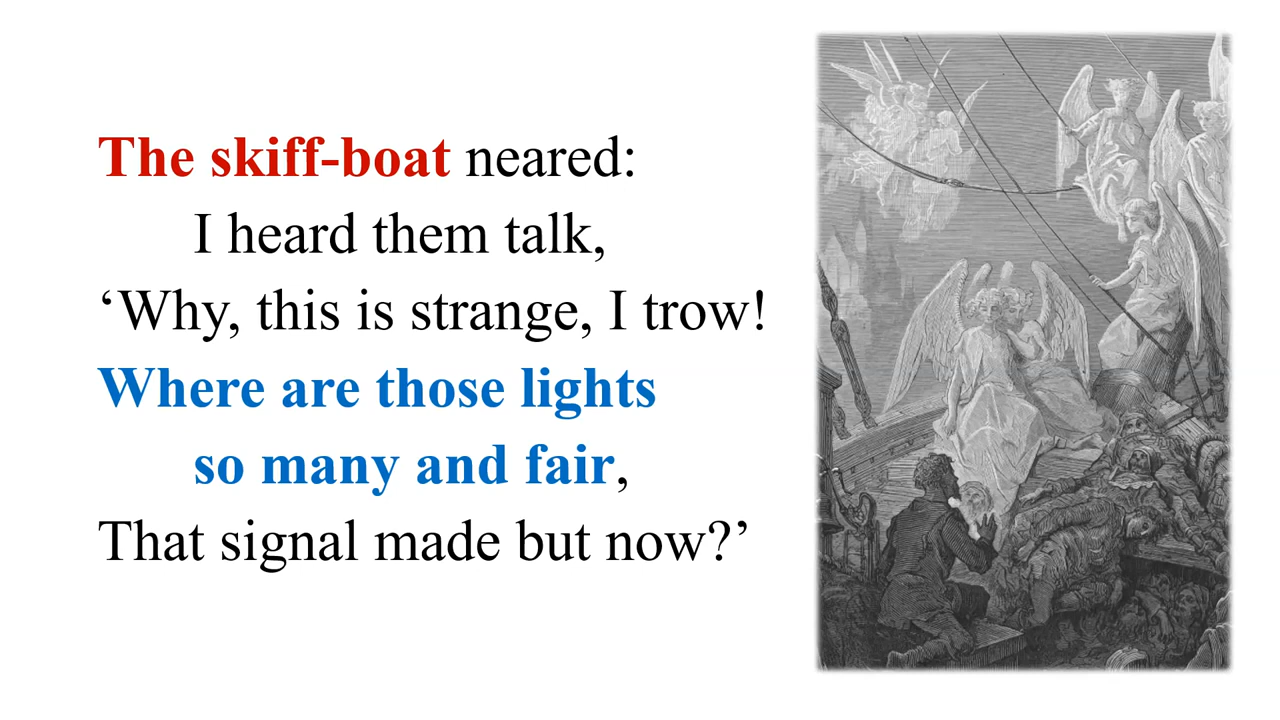 The skiff-boat neared:
I heard them talk,
‘Why, this is strange, I trow!
Where are those lights
so many and fair,
That signal made but now?’